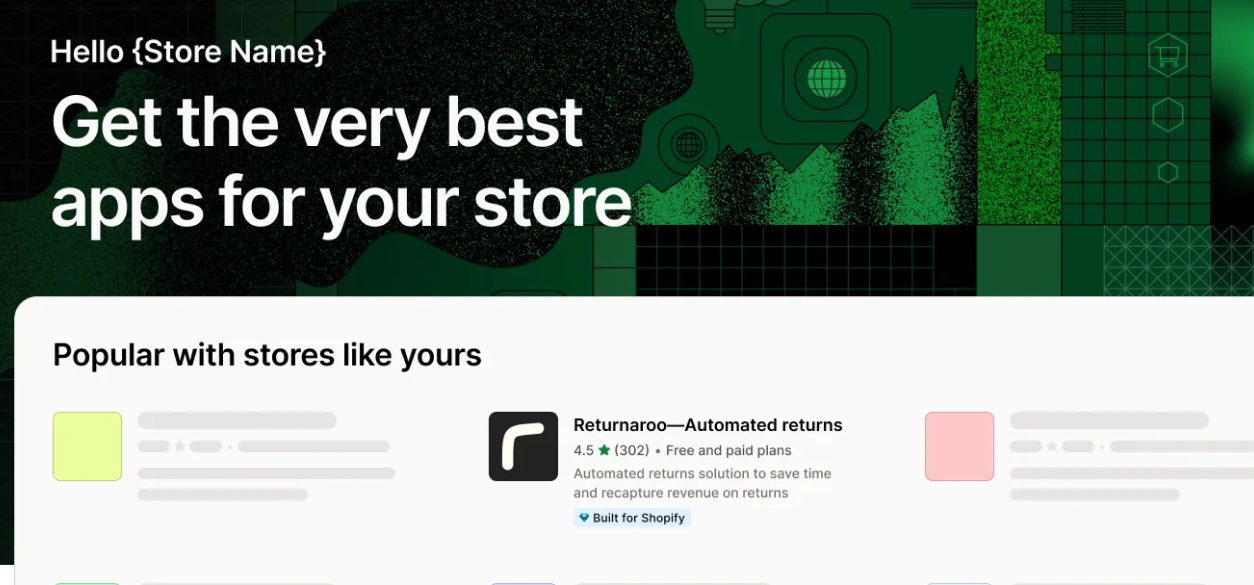 Hello {Store Name}
Get the very best
apps for your store
Popular with stores like yours
Returnaroo—Automated returns
4.5 ★ (302) • Free and paid plans
Automated returns solution to save time
and recapture revenue on returns
Built for Shopify